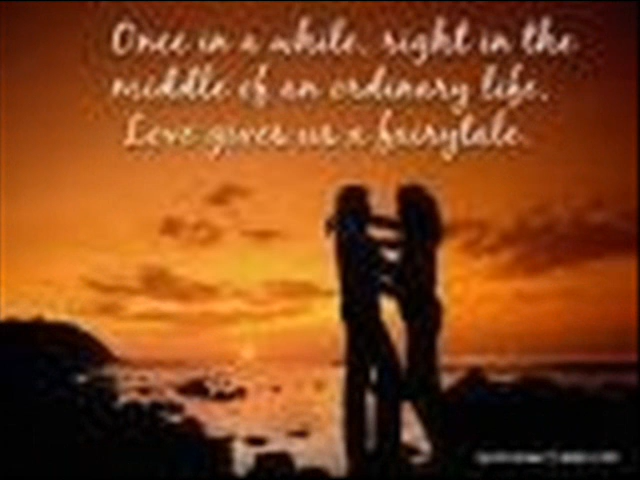 Once in a while, right in the
middle of an ordinary life,
Love gives us a fairytale.